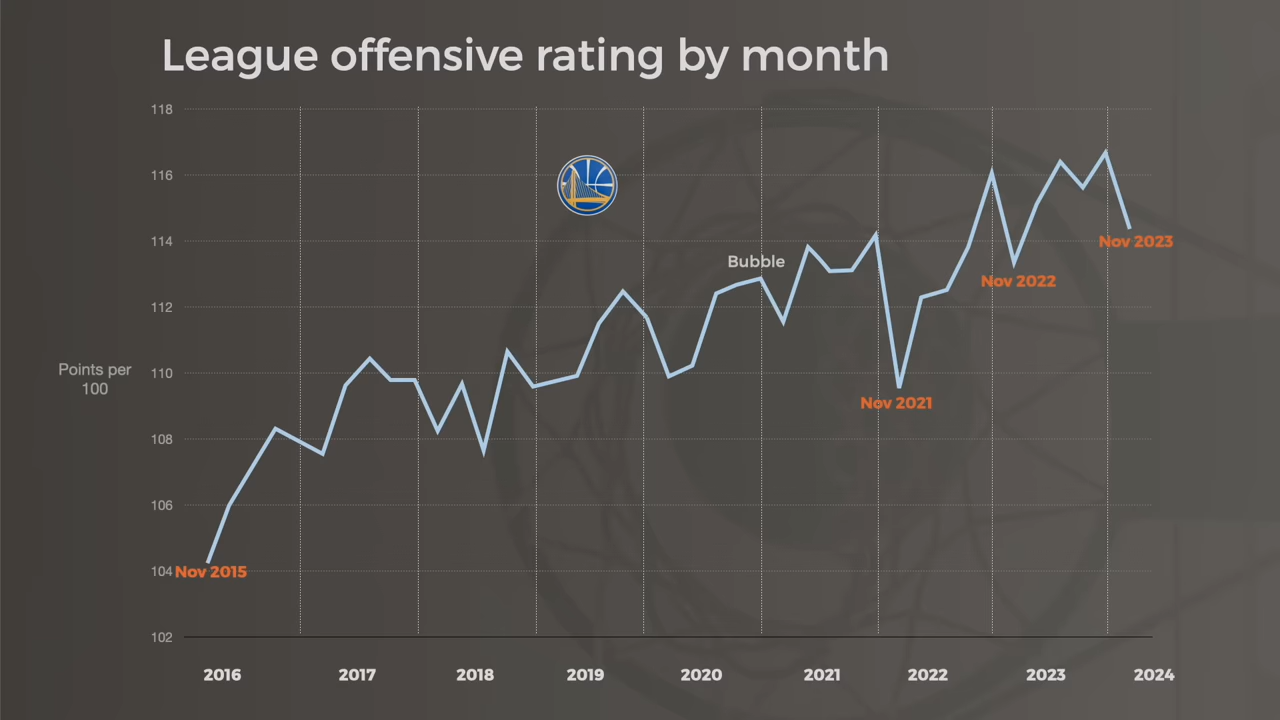 League offensive rating by month
118
116
114
112
110
108
106
104
102
Points per
100
Nov 2015
Bubble
Nov 2021
Nov 2022
Nov 2023
2016 2017 2018 2019 2020 2021 2022 2023 2024